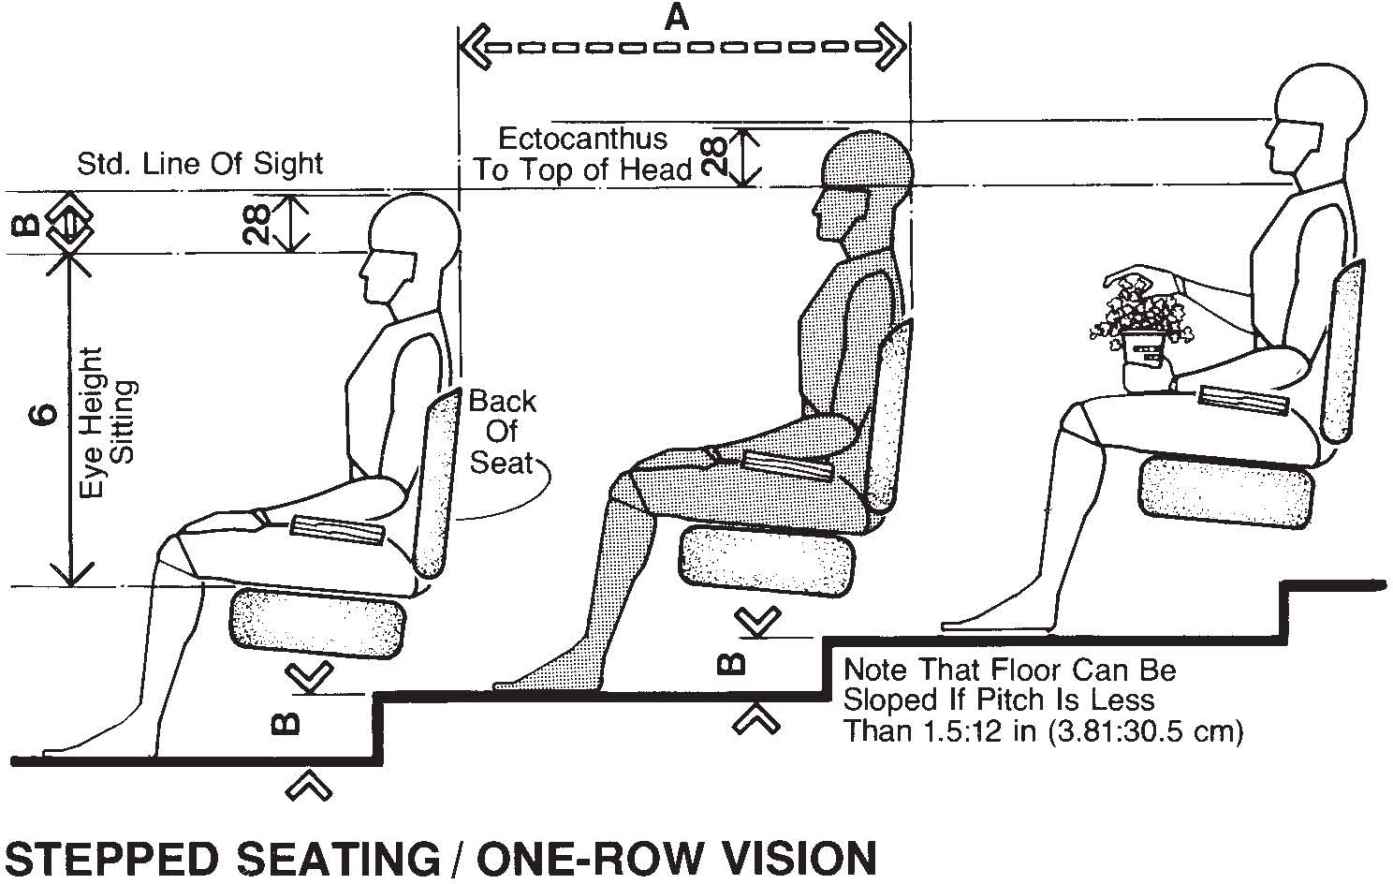 A
Ectocanthus
To Top of Head
28
Std. Line Of Sight
B
28
6
Eye Height
Sitting
Back
Of
Seat
B
B
Note That Floor Can Be
Sloped If Pitch Is Less
Than 1.5:12 in (3.81:30.5 cm)
STEPPED SEATING / ONE-ROW VISION